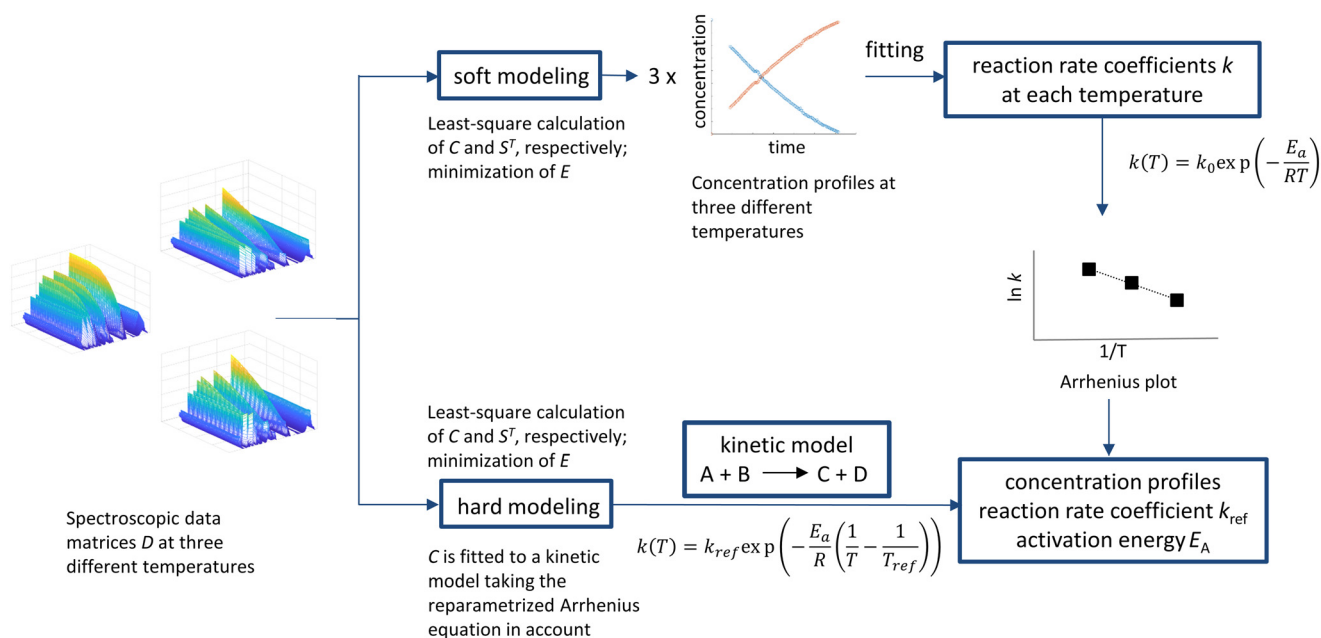 soft modeling
3 x
concentration
time
fitting
reaction rate coefficients k
at each temperature
Least-square calculation
of C and Sᵀ, respectively;
minimization of E
Concentration profiles at
three different
temperatures
k(T) = k₀ex p(−Eₐ/RT)
ln k
1/T
Arrhenius plot
Spectroscopic data
matrices D at three
different temperatures
Least-square calculation
of C and Sᵀ, respectively;
minimization of E
hard modeling
C is fitted to a kinetic
model taking the
reparametrized Arrhenius
equation in account
kinetic model
A + B ⟶ C + D
k(T) = k_ref ex p(−Eₐ/R(1/T − 1/T_ref))
concentration profiles
reaction rate coefficient k_ref
activation energy E_A